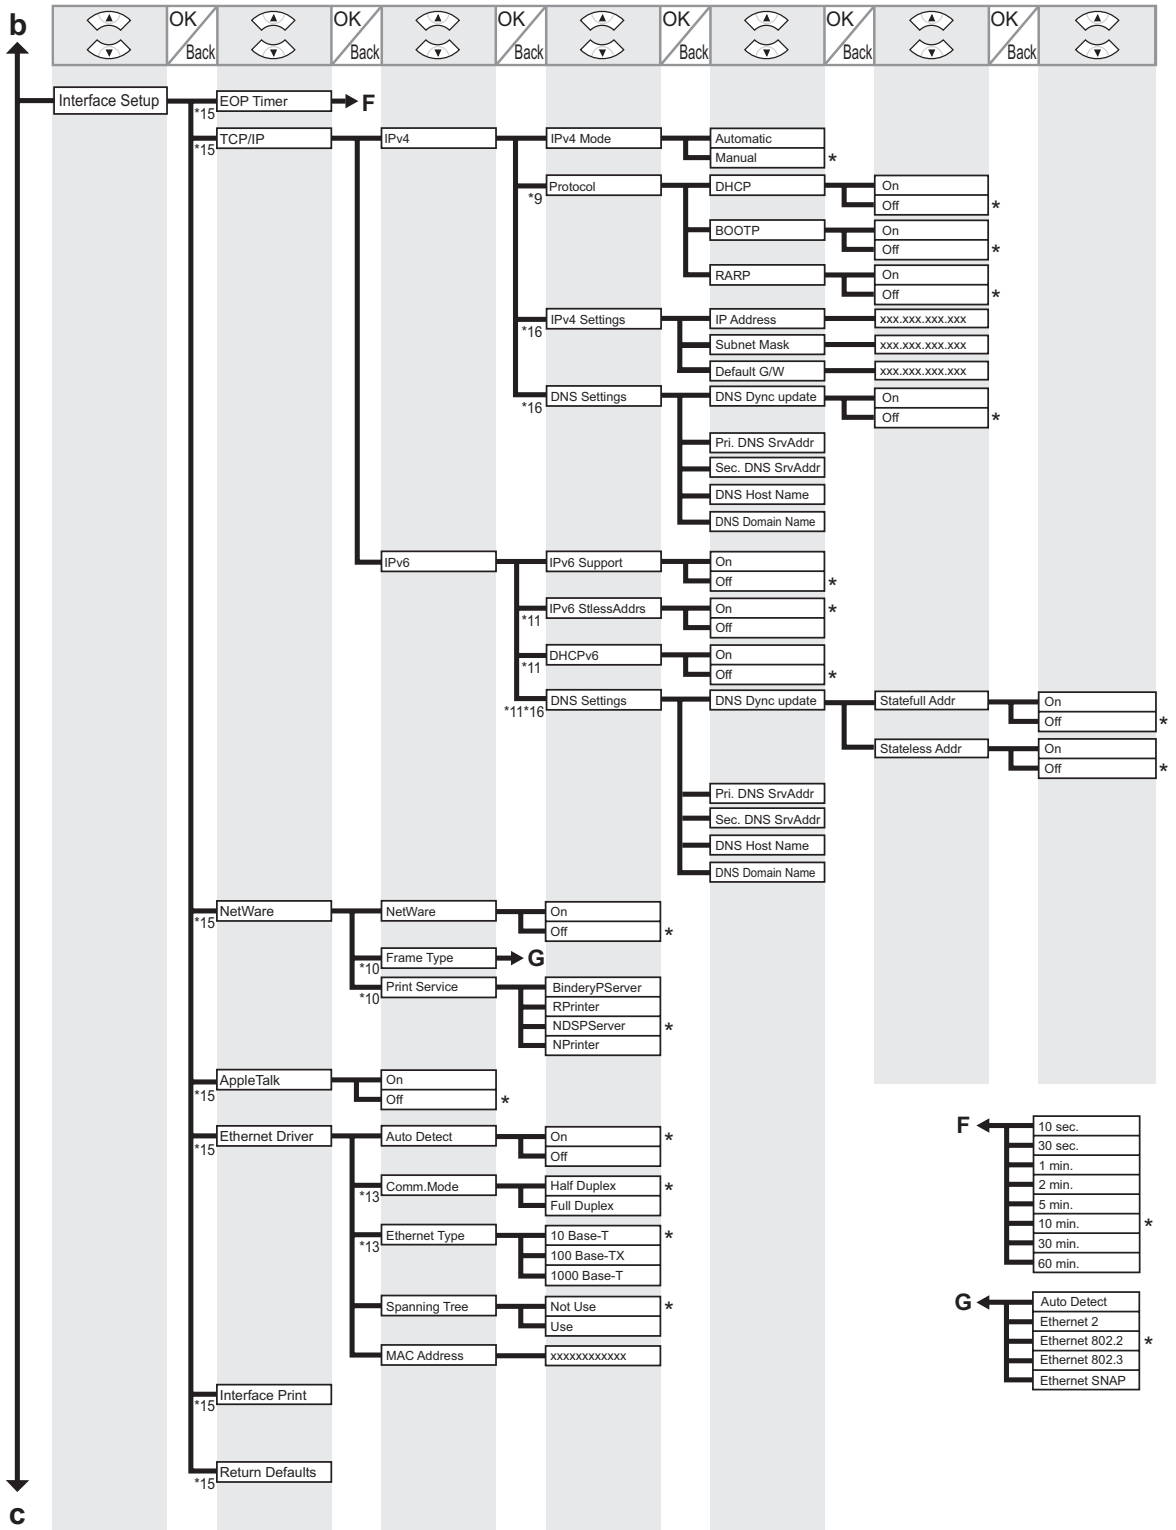 b
OK Back OK Back OK Back OK Back OK Back OK Back
Interface Setup
*15 EOP Timer F
*15 TCP/IP IPv4 IPv4 Mode Automatic
Manual *
*9 Protocol DHCP On
Off *
BOOTP On
Off *
RARP On
Off *
*16 IPv4 Settings IP Address xxx.xxx.xxx.xxx
Subnet Mask xxx.xxx.xxx.xxx
Default G/W xxx.xxx.xxx.xxx
*16 DNS Settings DNS Dync update On
Off *
Pri. DNS SrvAddr
Sec. DNS SrvAddr
DNS Host Name
DNS Domain Name
IPv6 IPv6 Support On
Off *
*11 IPv6 StlessAddrs On *
Off
*11 DHCPv6 On
Off *
*11*16 DNS Settings DNS Dync update Statefull Addr On
Off *
Stateless Addr On
Off *
Pri. DNS SrvAddr
Sec. DNS SrvAddr
DNS Host Name
DNS Domain Name
*15 NetWare NetWare On
Off *
*10 Frame Type G
*10 Print Service BinderyPServer
RPrinter
NDSPServer *
NPrinter
*15 AppleTalk On
Off *
*15 Ethernet Driver Auto Detect On *
Off
*13 Comm.Mode Half Duplex *
Full Duplex
*13 Ethernet Type 10 Base-T *
100 Base-TX
1000 Base-T
Spanning Tree Not Use *
Use
MAC Address xxxxxxxxxxxx
*15 Interface Print
*15 Return Defaults
F 10 sec.
30 sec.
1 min.
2 min.
5 min.
10 min. *
30 min.
60 min.
G Auto Detect
Ethernet 2
Ethernet 802.2 *
Ethernet 802.3
Ethernet SNAP
c